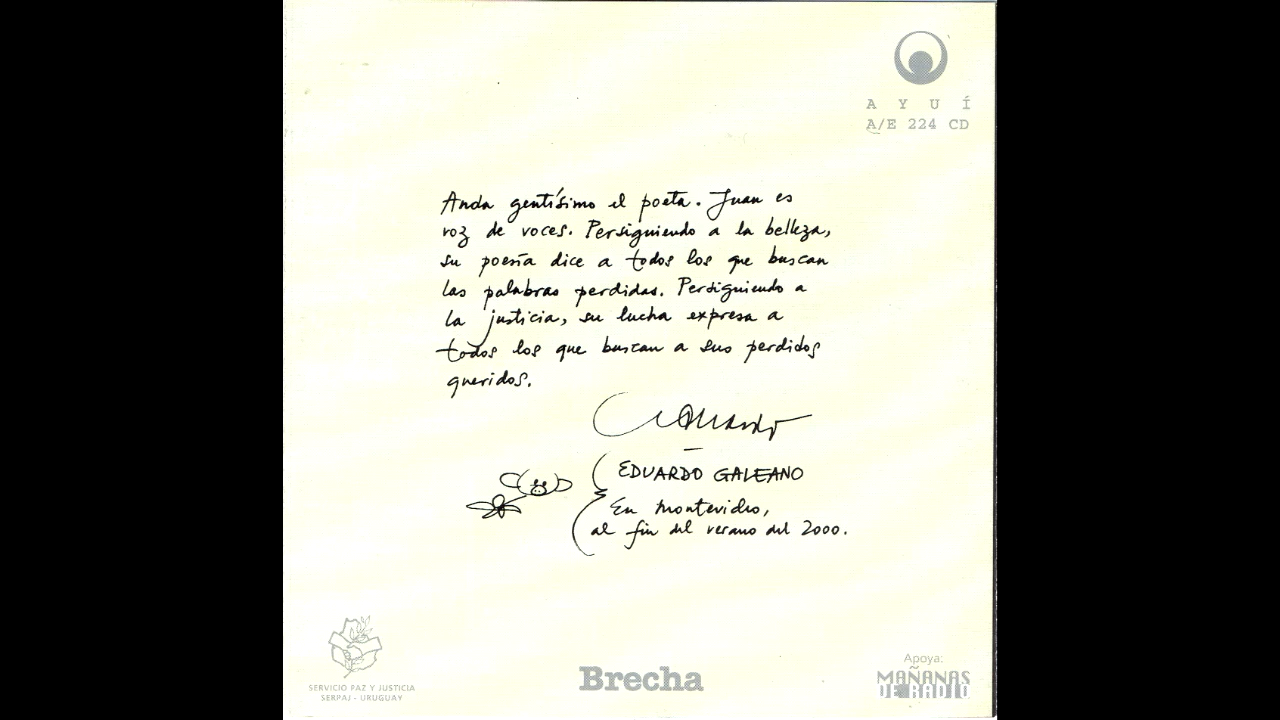 AYUÍ
A/E 224 CD
Anda gentísimo el poeta. Juan es
voz de voces. Persiguiendo a la belleza,
su poesía dice a todos los que buscan
las palabras perdidas. Persiguiendo a
la justicia, su lucha expresa a
todos los que buscan a sus perdidos
queridos.
EDUARDO GALEANO
En Montevideo,
al fin del verano del 2000.
SERVICIO PAZ Y JUSTICIA
SERPAJ - URUGUAY
Brecha
Apoya:
MAÑANAS
DE RADIO